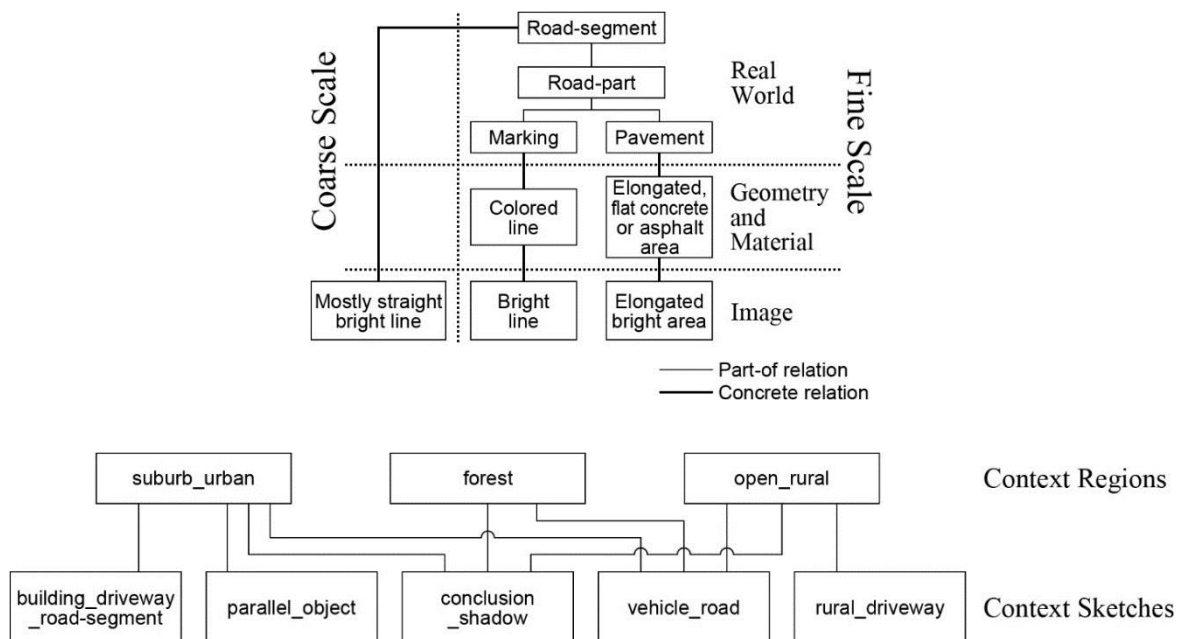 Road-segment
Coarse Scale
Road-part
Real
World
Fine Scale
Marking
Pavement
Colored
line
Elongated,
flat concrete
or asphalt
area
Geometry
and
Material
Mostly straight
bright line
Bright
line
Elongated
bright area
Image
Part-of relation
Concrete relation
suburb_urban
forest
open_rural
Context Regions
building_driveway
_road-segment
parallel_object
conclusion
_shadow
vehicle_road
rural_driveway
Context Sketches